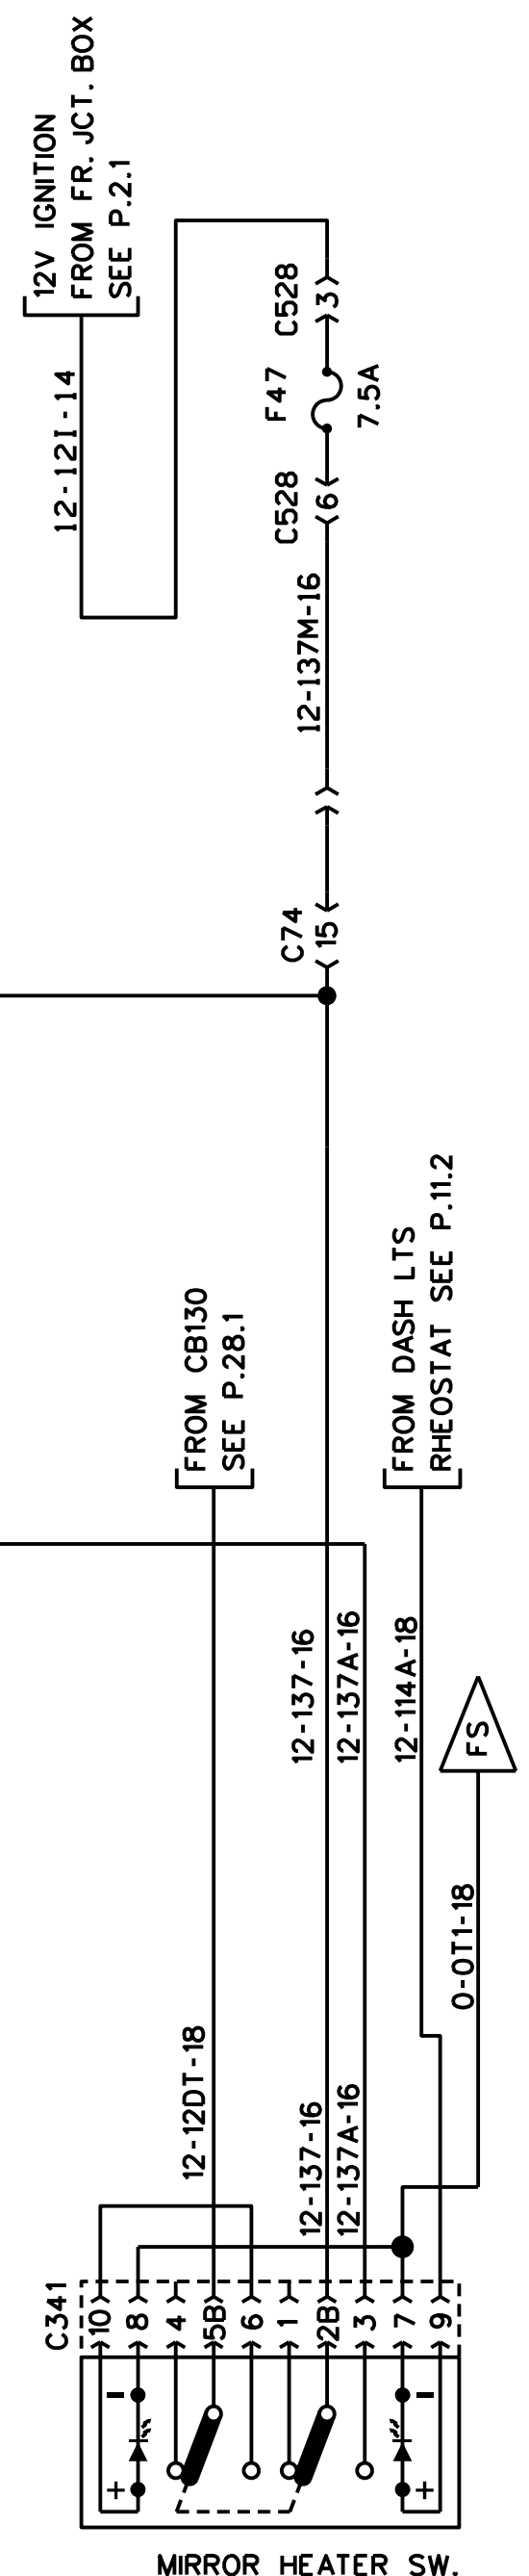 12V IGNITION
FROM FR. JCT. BOX
SEE P.2.1
12-12I-14
C528
3
F47
7.5A
C528
6
12-137M-16
C74
15
FROM CB130
SEE P.28.1
FROM DASH LTS
RHEOSTAT SEE P.11.2
12-137-16
12-137A-16
12-114A-18
FS
0-0T1-18
12-12DT-18
12-137-16
12-137A-16
C341
10
8
4
5B
6
1
2B
3
7
9
- -
+ +
MIRROR HEATER SW.